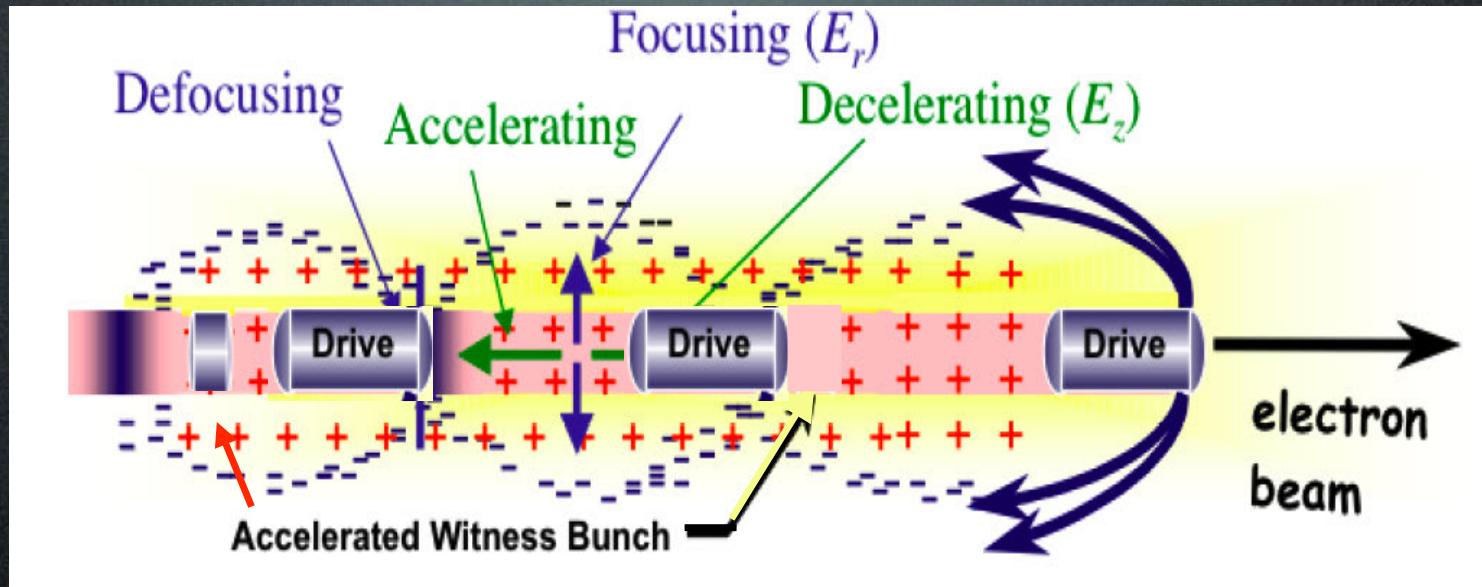 Focusing (E_r)
Defocusing
Accelerating
Decelerating (E_z)
Drive
Drive
Drive
electron
beam
Accelerated Witness Bunch